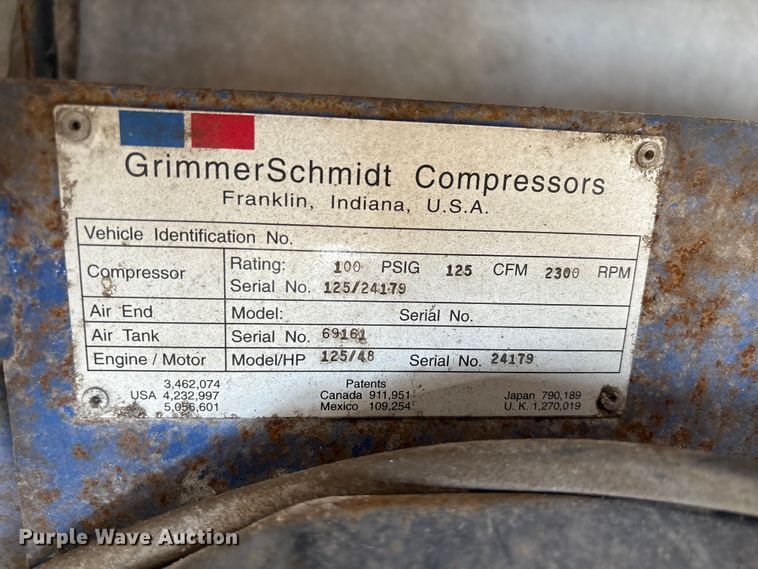 GrimmerSchmidt Compressors
Franklin, Indiana, U.S.A.
Vehicle Identification No.
Compressor Rating: 100 PSIG 125 CFM 2300 RPM
Serial No. 125/24179
Air End Model: Serial No.
Air Tank Serial No. 69161
Engine / Motor Model/HP 125/48 Serial No. 24179
3,462,074 Patents
USA 4,232,997 Canada 911,951 Japan 790,189
5,056,601 Mexico 109,254 U. K. 1,270,019
Purple Wave Auction®